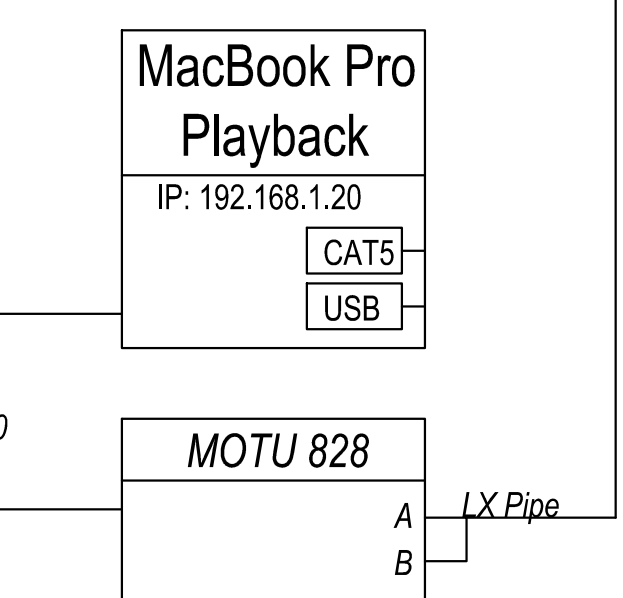 MacBook Pro
Playback
IP: 192.168.1.20
CAT5
USB
MOTU 828
A
LX Pipe
B